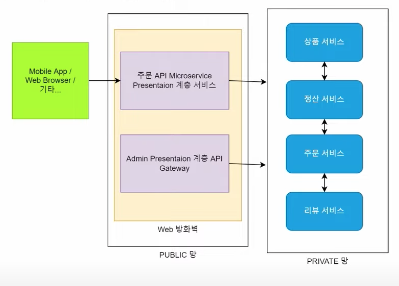 Mobile App /
Web Browser /
기타...
주문 API Microservice
Presentaion 계층 서비스
Admin Presentaion 계층 API
Gateway
Web 방화벽
PUBLIC 망
상품 서비스
정산 서비스
주문 서비스
리뷰 서비스
PRIVATE 망